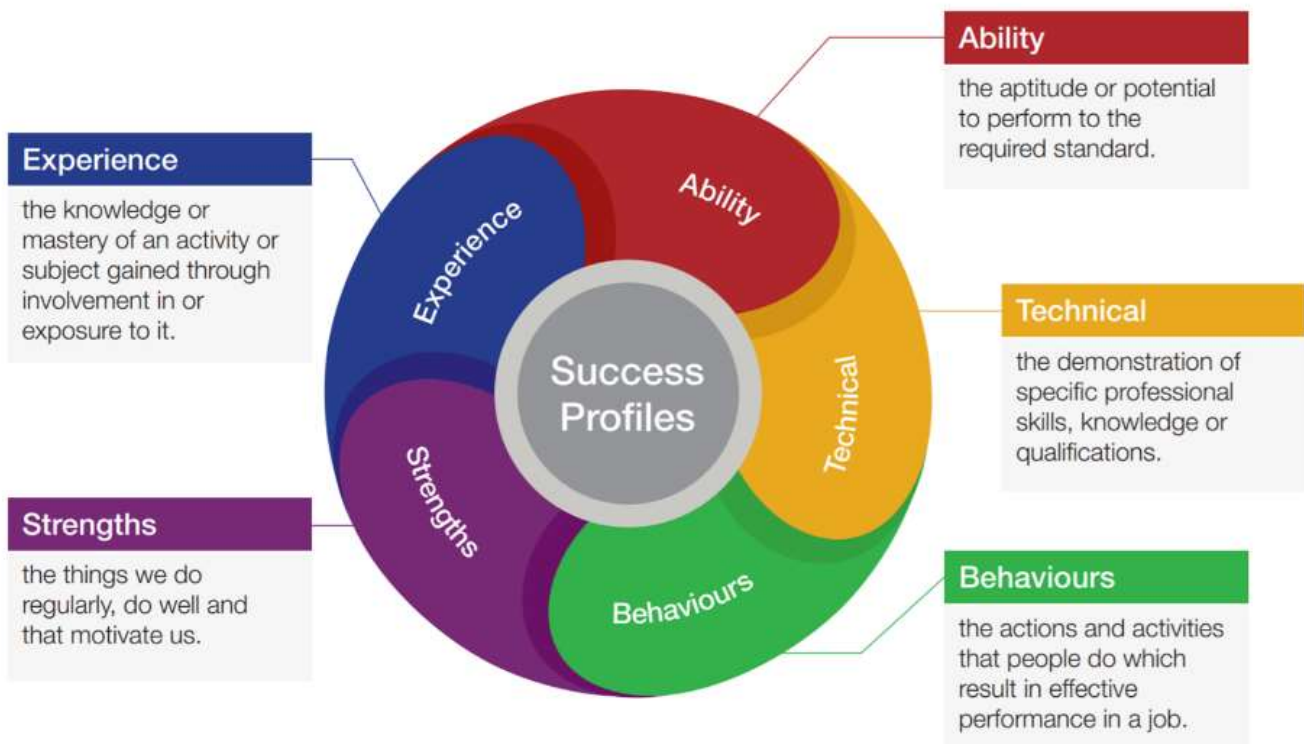 Ability
the aptitude or potential
to perform to the
required standard.
Experience
the knowledge or
mastery of an activity or
subject gained through
involvement in or
exposure to it.
Ability
Experience
Technical
the demonstration of
specific professional
skills, knowledge or
qualifications.
Success
Profiles
Technical
Strengths
Strengths
the things we do
regularly, do well and
that motivate us.
Behaviours
Behaviours
the actions and activities
that people do which
result in effective
performance in a job.